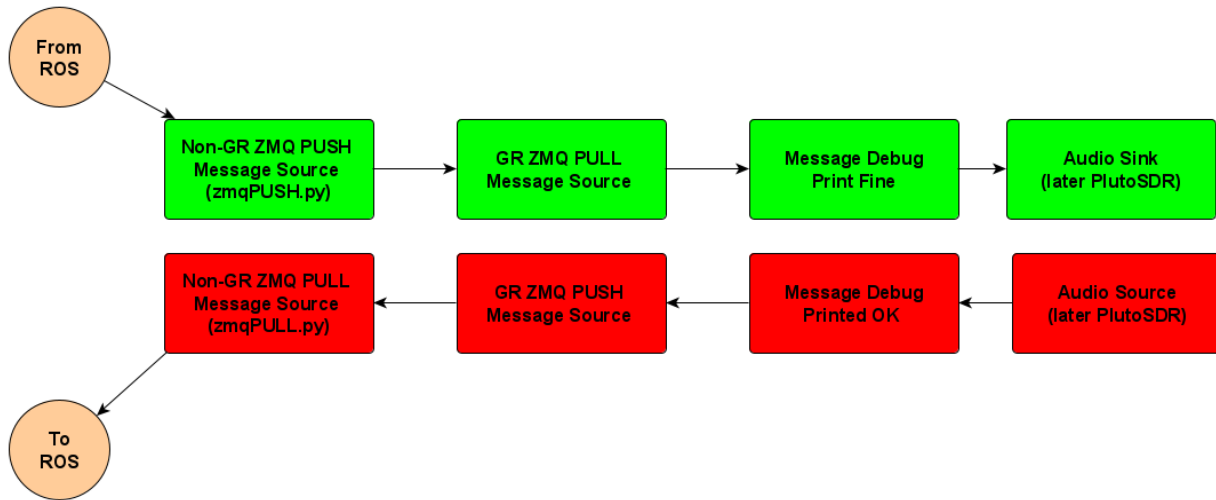 From
ROS
Non-GR ZMQ PUSH
Message Source
(zmqPUSH.py)
GR ZMQ PULL
Message Source
Message Debug
Print Fine
Audio Sink
(later PlutoSDR)
Non-GR ZMQ PULL
Message Source
(zmqPULL.py)
GR ZMQ PUSH
Message Source
Message Debug
Printed OK
Audio Source
(later PlutoSDR)
To
ROS